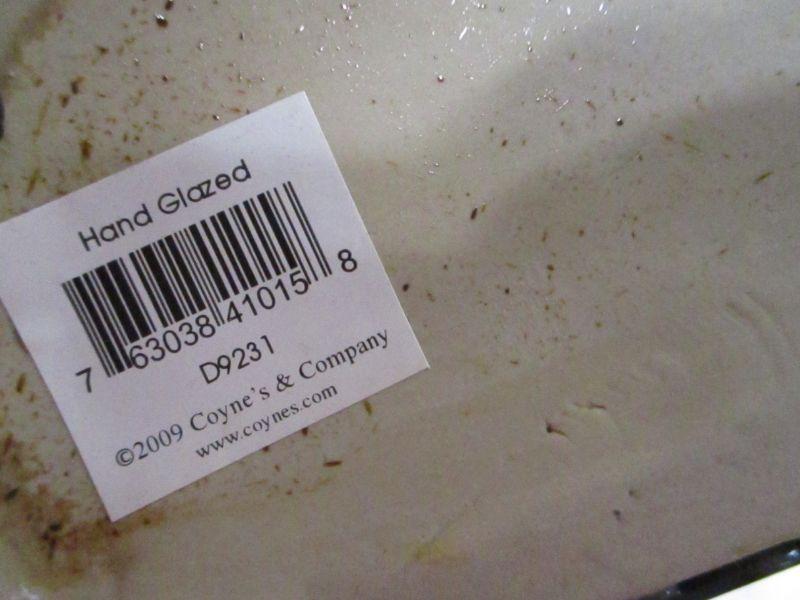 Hand Glazed
7 63038 41015 8
D9231
©2009 Coyne's & Company
www.coynes.com